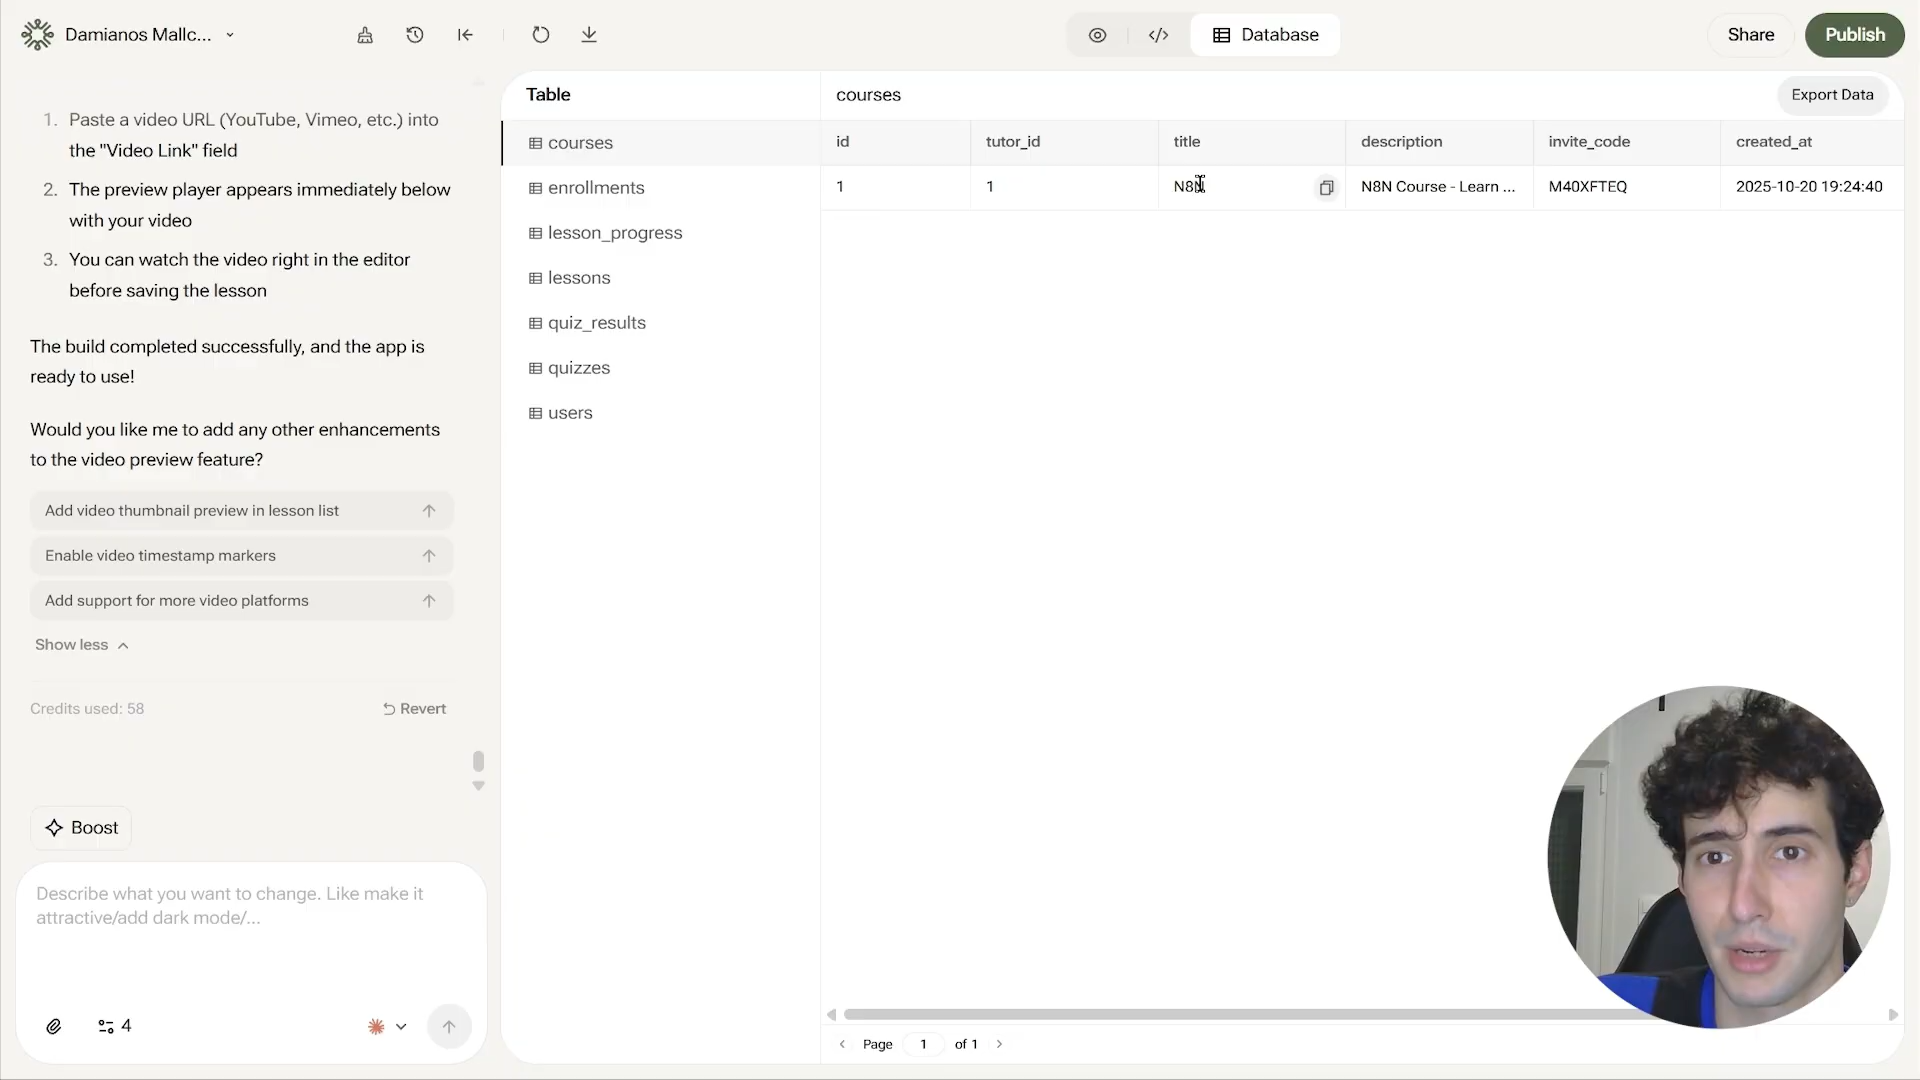 Damianos Mallc...
Database
Share
Publish
1. Paste a video URL (YouTube, Vimeo, etc.) into
the "Video Link" field
2. The preview player appears immediately below
with your video
3. You can watch the video right in the editor
before saving the lesson
The build completed successfully, and the app is
ready to use!
Would you like me to add any other enhancements
to the video preview feature?
Add video thumbnail preview in lesson list
Enable video timestamp markers
Add support for more video platforms
Show less
Credits used: 58
Revert
Boost
Describe what you want to change. Like make it
attractive/add dark mode/...
4
Table
courses
enrollments
lesson_progress
lessons
quiz_results
quizzes
users
courses
Export Data
id tutor_id title description invite_code created_at
1 1 N8N N8N Course - Learn ... M40XFTEQ 2025-10-20 19:24:40
Page 1 of 1